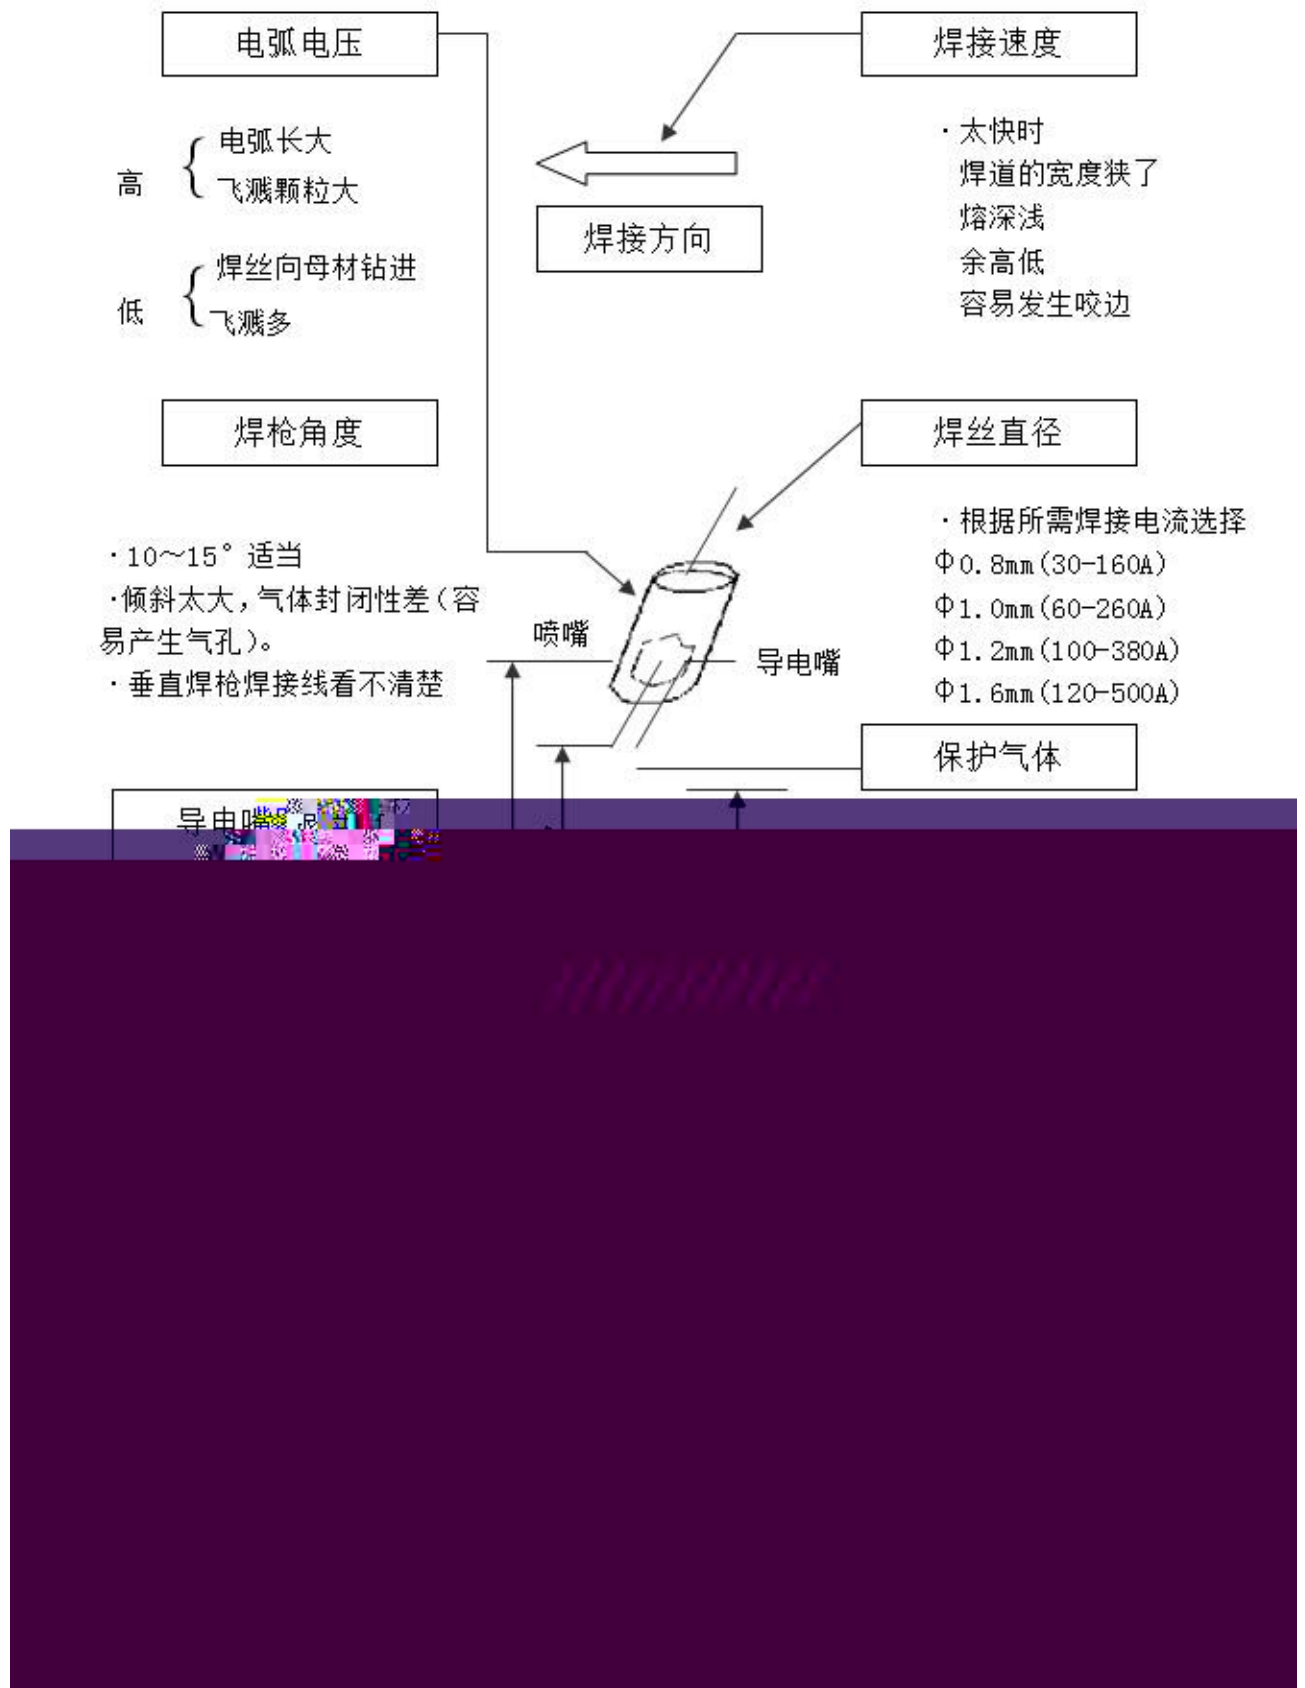 电弧电压
焊接速度
高
电弧长大
飞溅颗粒大
低
焊丝向母材钻进
飞溅多
焊接方向
·太快时
焊道的宽度狭了
熔深浅
余高低
容易发生咬边
焊枪角度
·10～15°适当
·倾斜太大，气体封闭性差（容
易产生气孔）。
·垂直焊枪焊接线看不清楚
喷嘴
导电嘴
焊丝直径
·根据所需焊接电流选择
Φ0.8mm(30-160A)
Φ1.0mm(60-260A)
Φ1.2mm(100-380A)
Φ1.6mm(120-500A)
保护气体
导电嘴